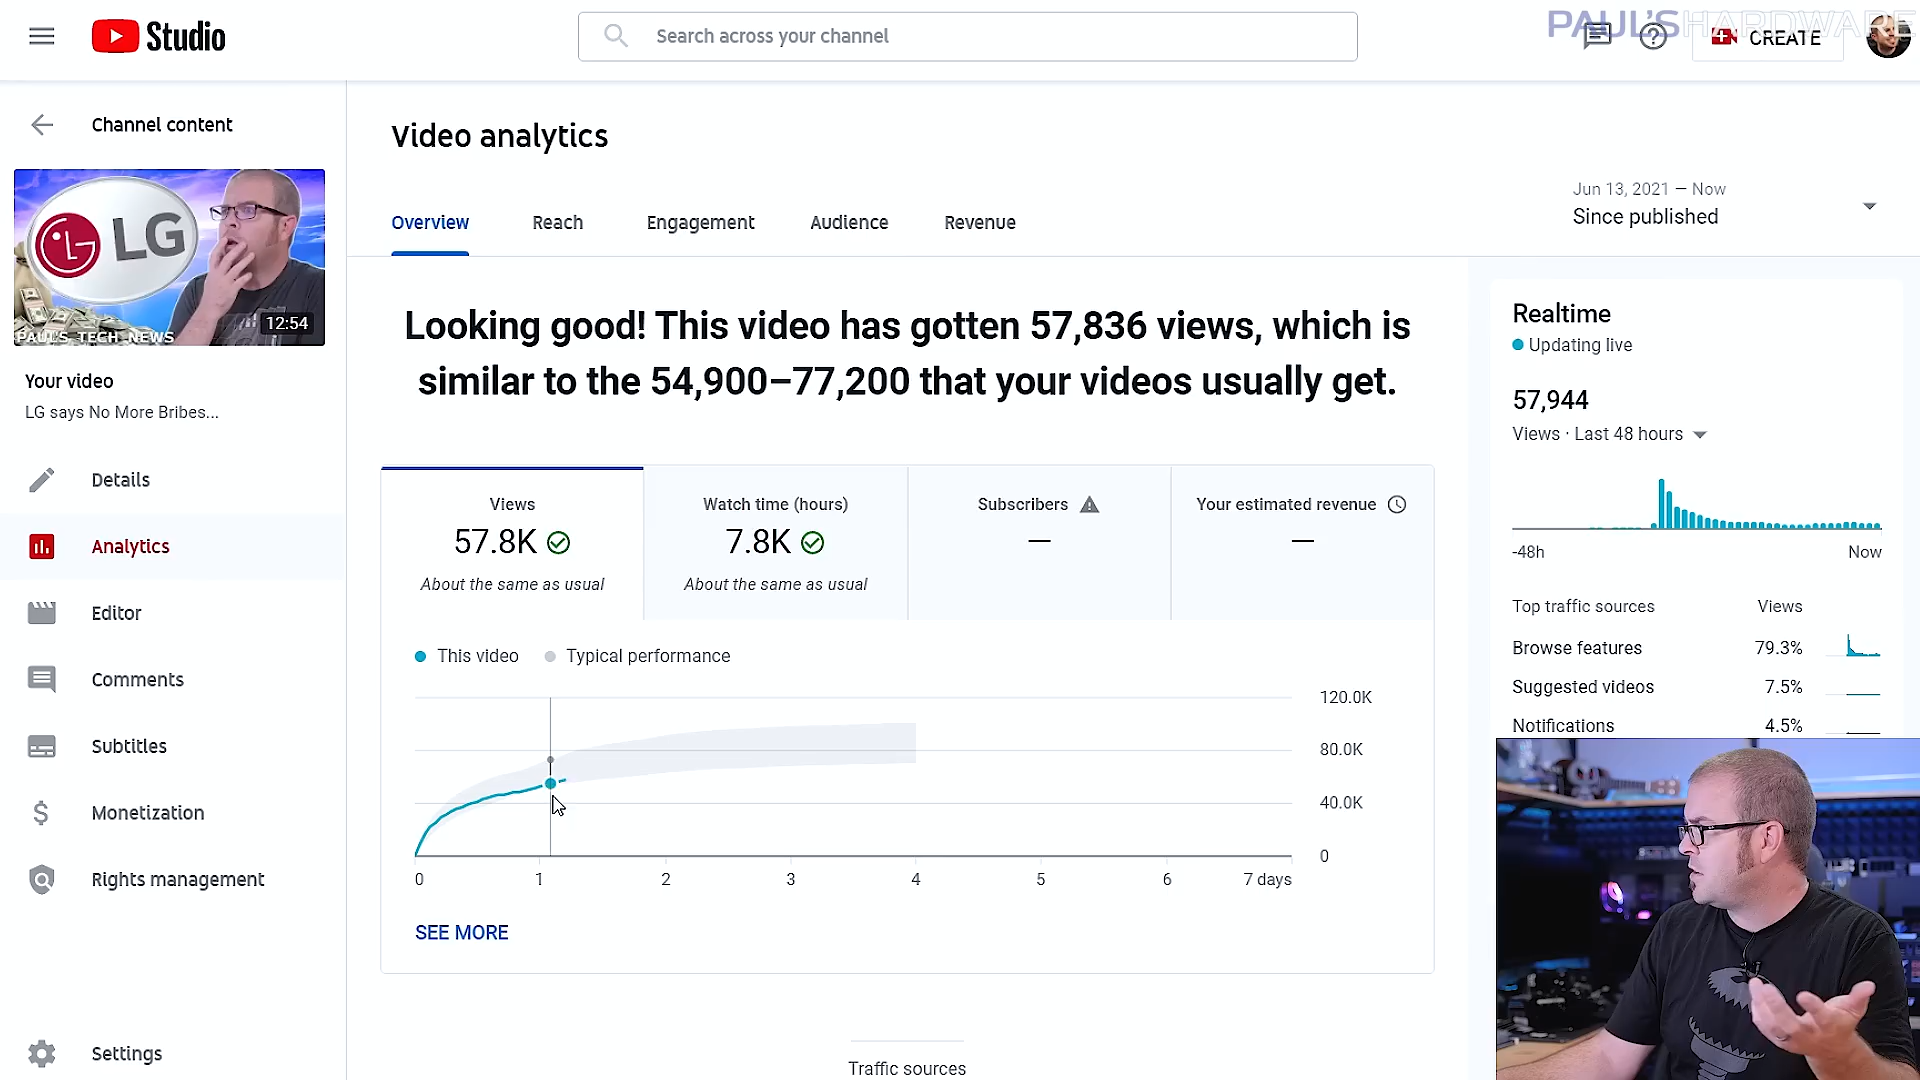 Studio
Search across your channel
PAUL'SHARDWARE
CREATE
Channel content
LG
12:54
PAUL'S TECH NEWS
Your video
LG says No More Bribes...
Details
Analytics
Editor
Comments
Subtitles
Monetization
Rights management
Settings
Video analytics
Overview
Reach
Engagement
Audience
Revenue
Jun 13, 2021 – Now
Since published
Looking good! This video has gotten 57,836 views, which is
similar to the 54,900–77,200 that your videos usually get.
Views
57.8K
About the same as usual
Watch time (hours)
7.8K
About the same as usual
Subscribers
—
Your estimated revenue
—
This video
Typical performance
120.0K
80.0K
40.0K
0
0 1 2 3 4 5 6 7 days
SEE MORE
Traffic sources
Realtime
Updating live
57,944
Views · Last 48 hours
-48h Now
Top traffic sources Views
Browse features 79.3%
Suggested videos 7.5%
Notifications 4.5%